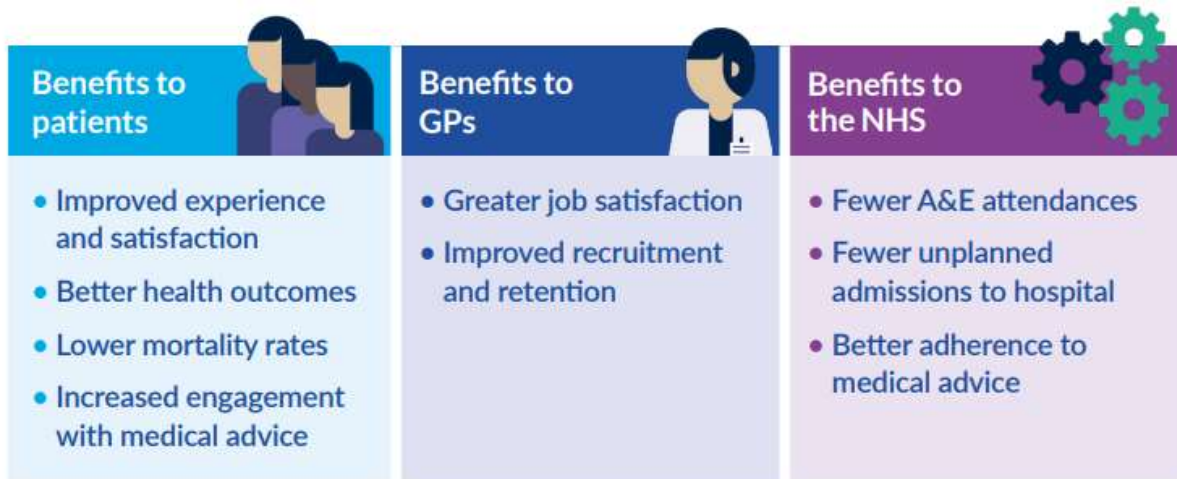 Benefits to
patients
• Improved experience
and satisfaction
• Better health outcomes
• Lower mortality rates
• Increased engagement
with medical advice
Benefits to
GPs
• Greater job satisfaction
• Improved recruitment
and retention
Benefits to
the NHS
• Fewer A&E attendances
• Fewer unplanned
admissions to hospital
• Better adherence to
medical advice